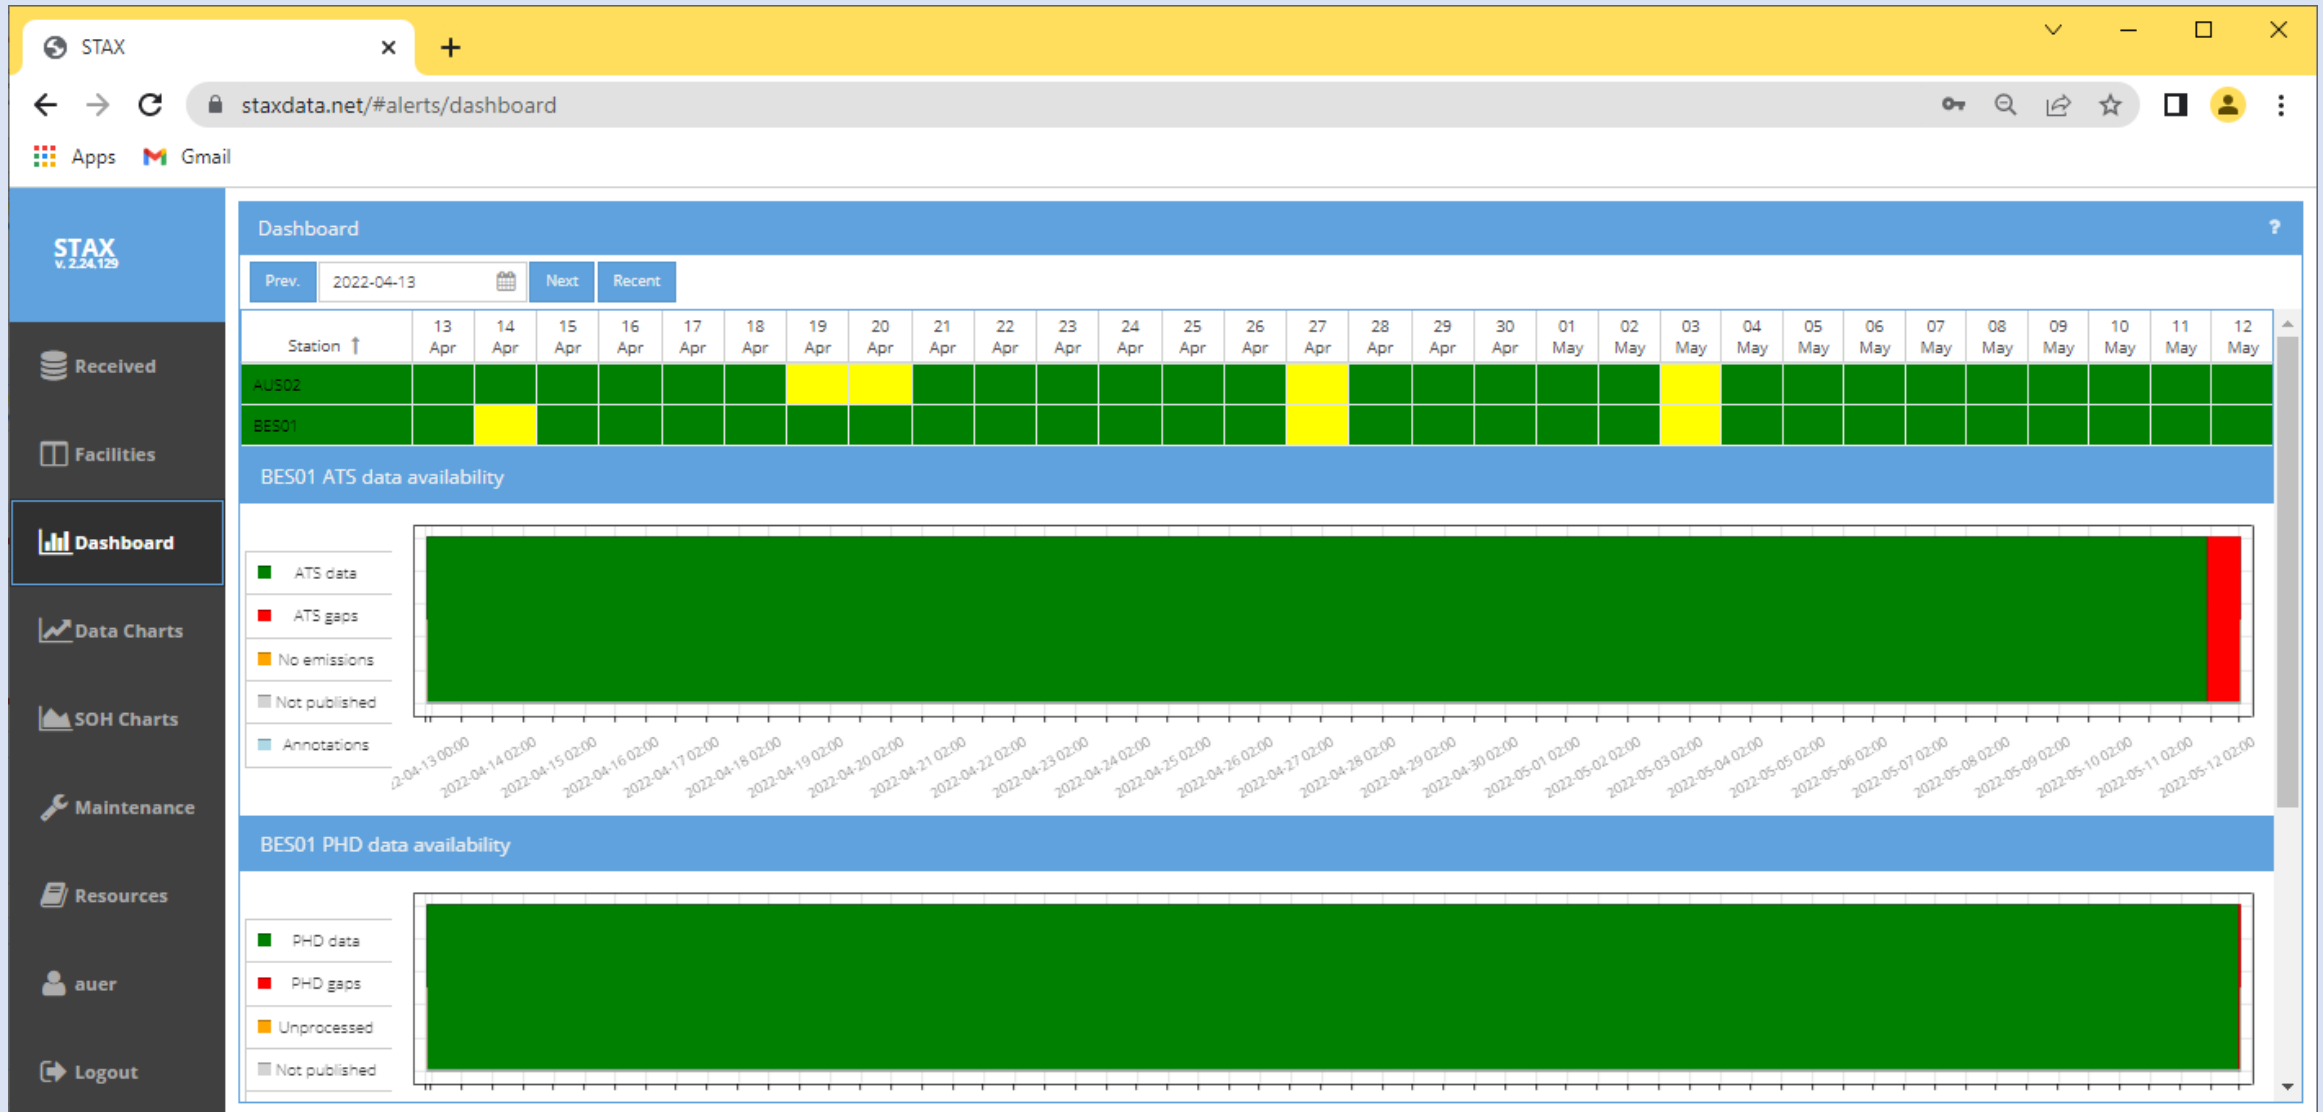 STAX
staxdata.net/#alerts/dashboard
Apps Gmail
STAX
v. 2.24.129
Received
Facilities
Dashboard
Data Charts
SOH Charts
Maintenance
Resources
auer
Logout
Dashboard ?
Prev. 2022-04-13 Next Recent
Station 13 Apr 14 Apr 15 Apr 16 Apr 17 Apr 18 Apr 19 Apr 20 Apr 21 Apr 22 Apr 23 Apr 24 Apr 25 Apr 26 Apr 27 Apr 28 Apr 29 Apr 30 Apr 01 May 02 May 03 May 04 May 05 May 06 May 07 May 08 May 09 May 10 May 11 May 12 May
AUS02
BES01
BES01 ATS data availability
ATS data
ATS gaps
No emissions
Not published
Annotations
2-04-13 00:00
2022-04-14 02:00
2022-04-15 02:00
2022-04-16 02:00
2022-04-17 02:00
2022-04-18 02:00
2022-04-19 02:00
2022-04-20 02:00
2022-04-21 02:00
2022-04-22 02:00
2022-04-23 02:00
2022-04-24 02:00
2022-04-25 02:00
2022-04-26 02:00
2022-04-27 02:00
2022-04-28 02:00
2022-04-29 02:00
2022-04-30 02:00
2022-05-01 02:00
2022-05-02 02:00
2022-05-03 02:00
2022-05-04 02:00
2022-05-05 02:00
2022-05-06 02:00
2022-05-07 02:00
2022-05-08 02:00
2022-05-09 02:00
2022-05-10 02:00
2022-05-11 02:00
2022-05-12 02:00
BES01 PHD data availability
PHD data
PHD gaps
Unprocessed
Not published